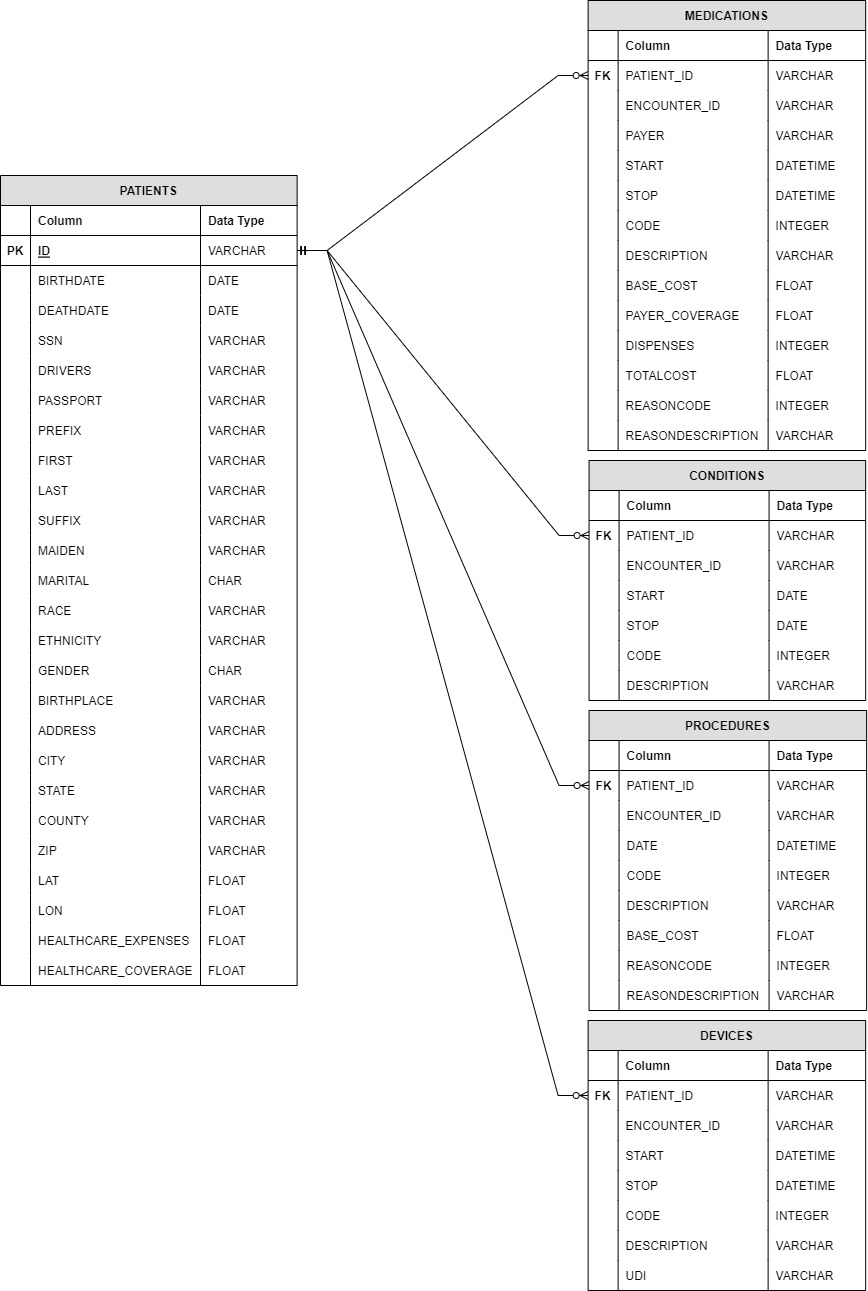 PATIENTS
Column Data Type
PK ID VARCHAR
BIRTHDATE DATE
DEATHDATE DATE
SSN VARCHAR
DRIVERS VARCHAR
PASSPORT VARCHAR
PREFIX VARCHAR
FIRST VARCHAR
LAST VARCHAR
SUFFIX VARCHAR
MAIDEN VARCHAR
MARITAL CHAR
RACE VARCHAR
ETHNICITY VARCHAR
GENDER CHAR
BIRTHPLACE VARCHAR
ADDRESS VARCHAR
CITY VARCHAR
STATE VARCHAR
COUNTY VARCHAR
ZIP VARCHAR
LAT FLOAT
LON FLOAT
HEALTHCARE_EXPENSES FLOAT
HEALTHCARE_COVERAGE FLOAT
MEDICATIONS
Column Data Type
FK PATIENT_ID VARCHAR
ENCOUNTER_ID VARCHAR
PAYER VARCHAR
START DATETIME
STOP DATETIME
CODE INTEGER
DESCRIPTION VARCHAR
BASE_COST FLOAT
PAYER_COVERAGE FLOAT
DISPENSES INTEGER
TOTALCOST FLOAT
REASONCODE INTEGER
REASONDESCRIPTION VARCHAR
CONDITIONS
Column Data Type
FK PATIENT_ID VARCHAR
ENCOUNTER_ID VARCHAR
START DATE
STOP DATE
CODE INTEGER
DESCRIPTION VARCHAR
PROCEDURES
Column Data Type
FK PATIENT_ID VARCHAR
ENCOUNTER_ID VARCHAR
DATE DATETIME
CODE INTEGER
DESCRIPTION VARCHAR
BASE_COST FLOAT
REASONCODE INTEGER
REASONDESCRIPTION VARCHAR
DEVICES
Column Data Type
FK PATIENT_ID VARCHAR
ENCOUNTER_ID VARCHAR
START DATETIME
STOP DATETIME
CODE INTEGER
DESCRIPTION VARCHAR
UDI VARCHAR